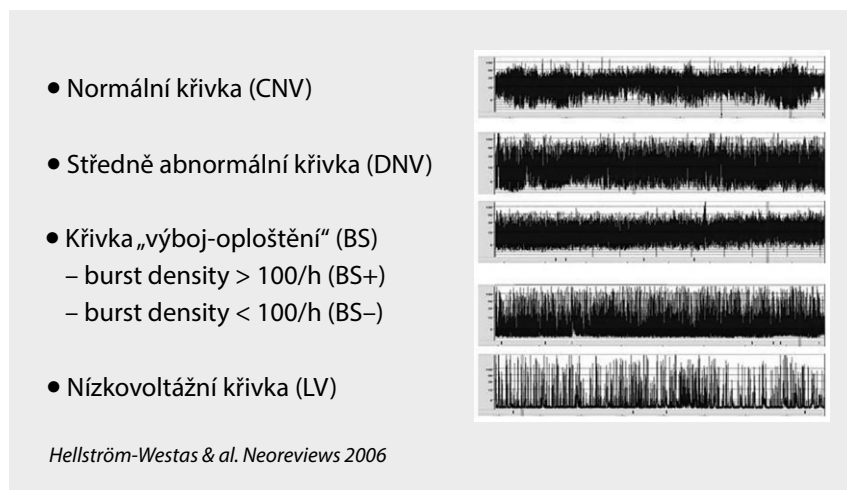 ● Normální křivka (CNV)
● Středně abnormální křivka (DNV)
● Křivka „výboj-oploštění“ (BS)
– burst density > 100/h (BS+)
– burst density < 100/h (BS–)
● Nízkovoltážní křivka (LV)
Hellström-Westas & al. Neoreviews 2006